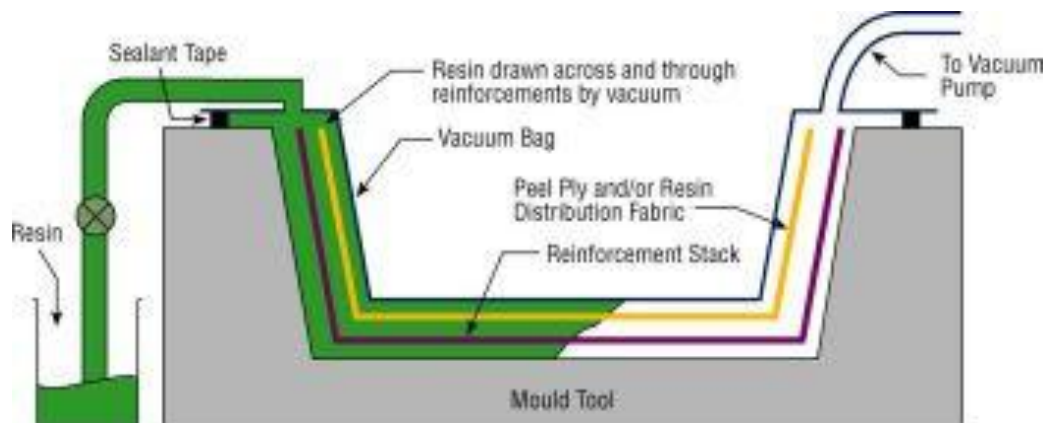 Sealant Tape
Resin drawn across and through
reinforcements by vacuum
To Vacuum
Pump
Vacuum Bag
Peel Ply and/or Resin
Distribution Fabric
Resin
Reinforcement Stack
Mould Tool